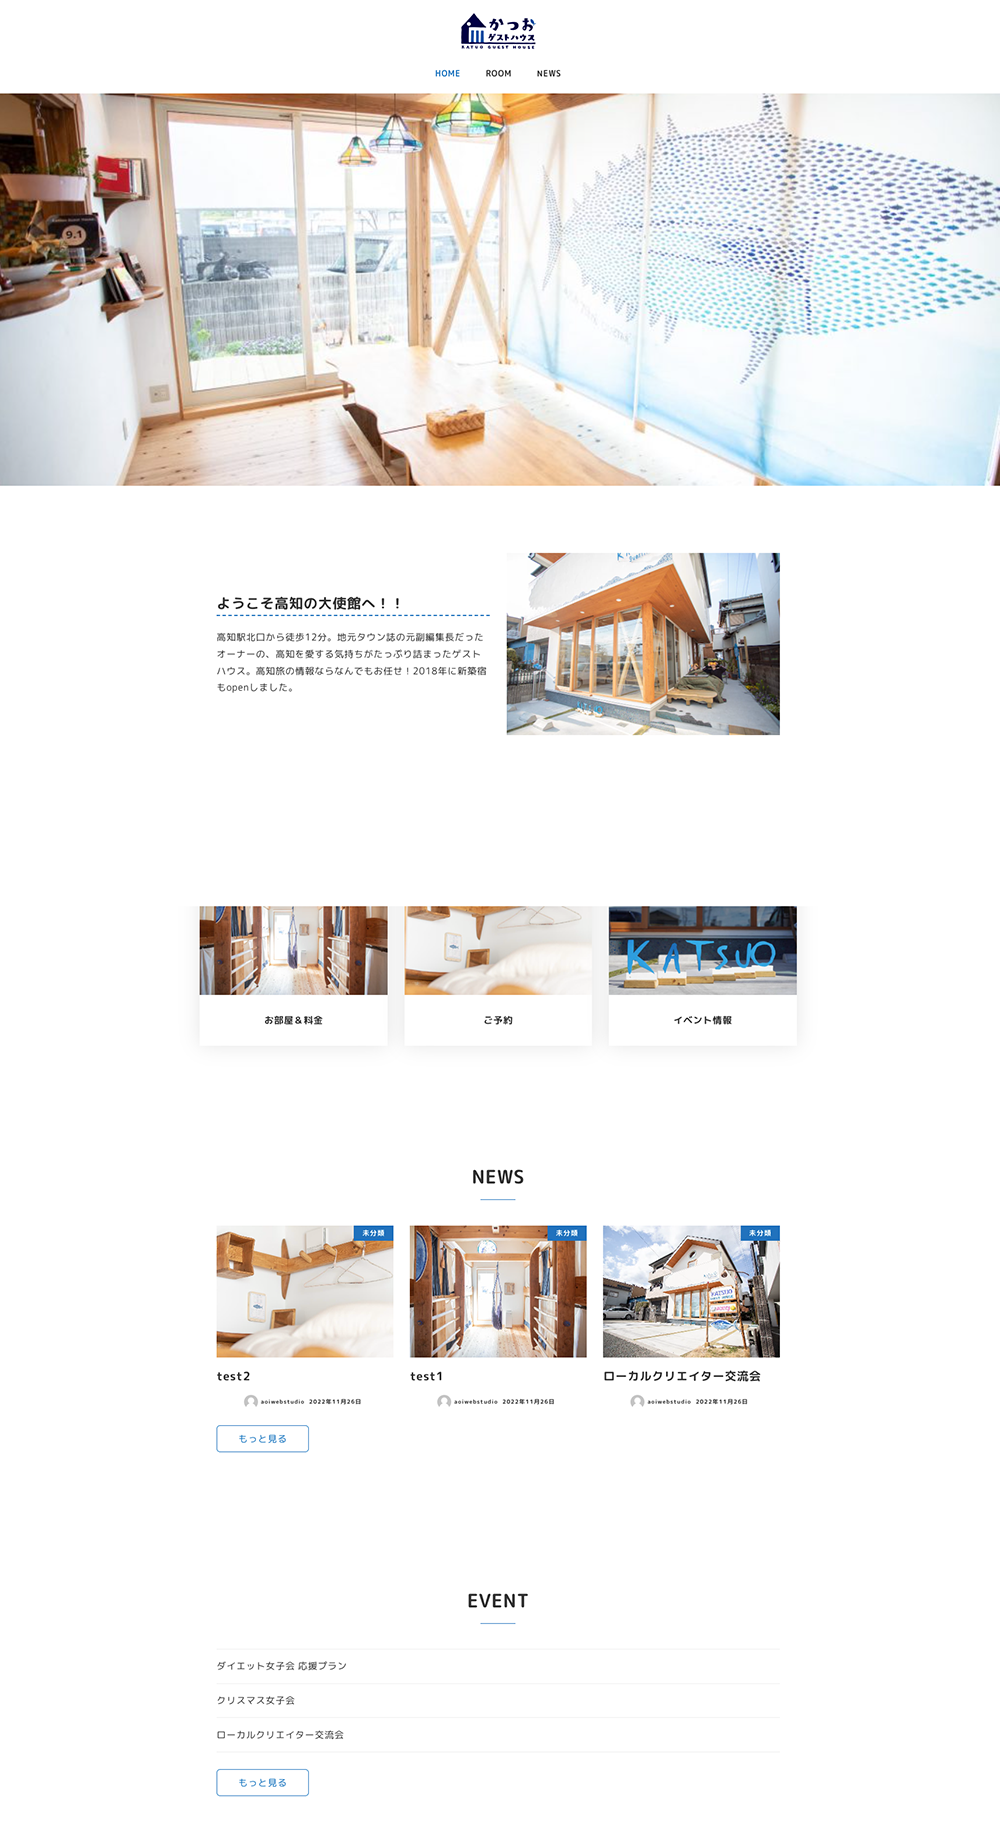 かつお
ゲストハウス
KATUO GUEST HOUSE
HOME ROOM NEWS
9.1
ようこそ高知の大使館へ！！
高知駅北口から徒歩12分。地元タウン誌の元副編集長だった
オーナーの、高知を愛する気持ちがたっぷり詰まったゲスト
ハウス。高知旅の情報ならなんでもお任せ！2018年に新築宿
もopenしました。
KATSUO
お部屋＆料金
ご予約
イベント情報
NEWS
未分類
未分類
未分類
KATSUO
test2
test1
ローカルクリエイター交流会
aoiwebstudio 2022年11月26日
aoiwebstudio 2022年11月26日
aoiwebstudio 2022年11月26日
もっと見る
EVENT
ダイエット女子会 応援プラン
クリスマス女子会
ローカルクリエイター交流会
もっと見る